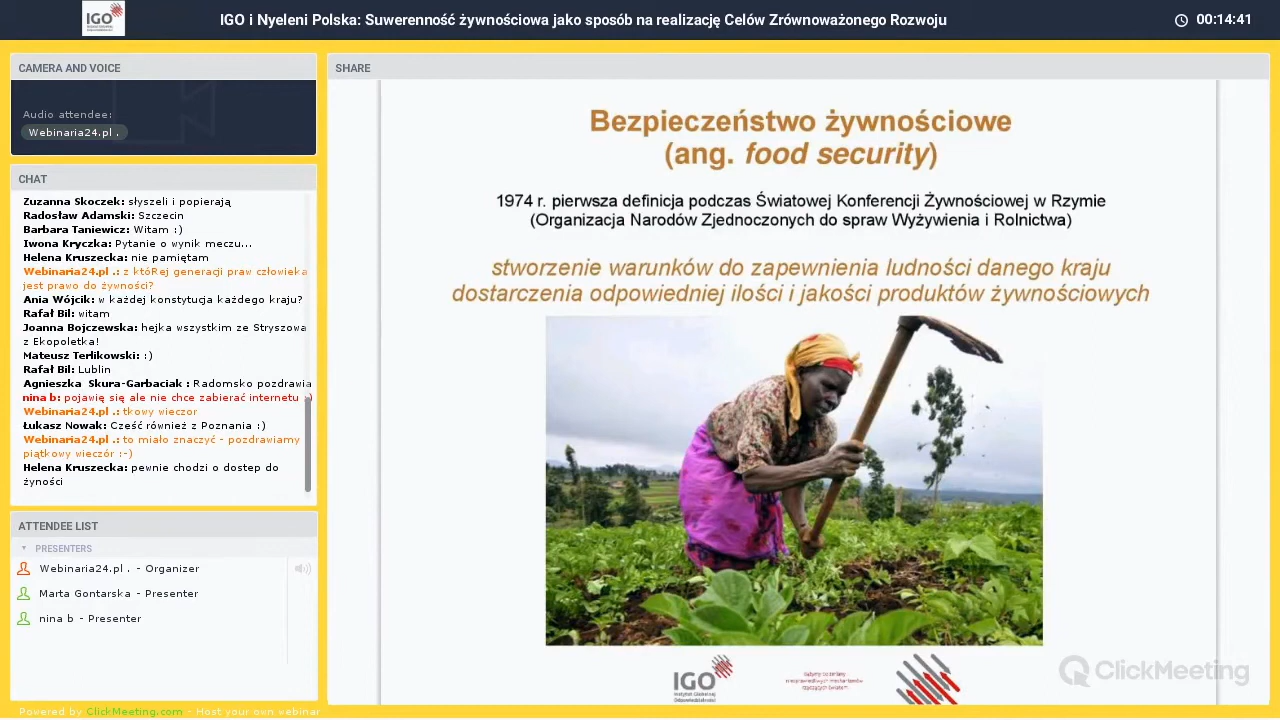 IGO
IGO i Nyeleni Polska: Suwerenność żywnościowa jako sposób na realizację Celów Zrównoważonego Rozwoju
00:14:41
CAMERA AND VOICE
Audio attendee:
Webinaria24.pl .
CHAT
Zuzanna Skoczek: słyszeli i popierają
Radosław Adamski: Szczecin
Barbara Taniewicz: Witam :)
Iwona Kryczka: Pytanie o wynik meczu...
Helena Kruszecka: nie pamiętam
Webinaria24.pl .: z któRej generacji praw człowieka
jest prawo do żywności?
Ania Wójcik: w każdej konstytucja każdego kraju?
Rafał Bil: witam
Joanna Bojczewska: hejka wszystkim ze Stryszowa
z Ekopoletka!
Mateusz Terlikowski: :)
Rafał Bil: Lublin
Agnieszka Skura-Garbaciak : Radomsko pozdrawia
nina b: pojawię się ale nie chce zabierać internetu :)
Webinaria24.pl .: tkowy wieczor
Łukasz Nowak: Cześć również z Poznania :)
Webinaria24.pl .: to miało znaczyć - pozdrawiamy
piątkowy wieczór :-)
Helena Kruszecka: pewnie chodzi o dostep do
żyności
ATTENDEE LIST
PRESENTERS
Webinaria24.pl . - Organizer
Marta Gontarska - Presenter
nina b - Presenter
Powered by ClickMeeting.com - Host your own webinar
SHARE
Bezpieczeństwo żywnościowe
(ang. food security)
1974 r. pierwsza definicja podczas Światowej Konferencji Żywnościowej w Rzymie
(Organizacja Narodów Zjednoczonych do spraw Wyżywienia i Rolnictwa)
stworzenie warunków do zapewnienia ludności danego kraju
dostarczenia odpowiedniej ilości i jakości produktów żywnościowych
IGO
ClickMeeting